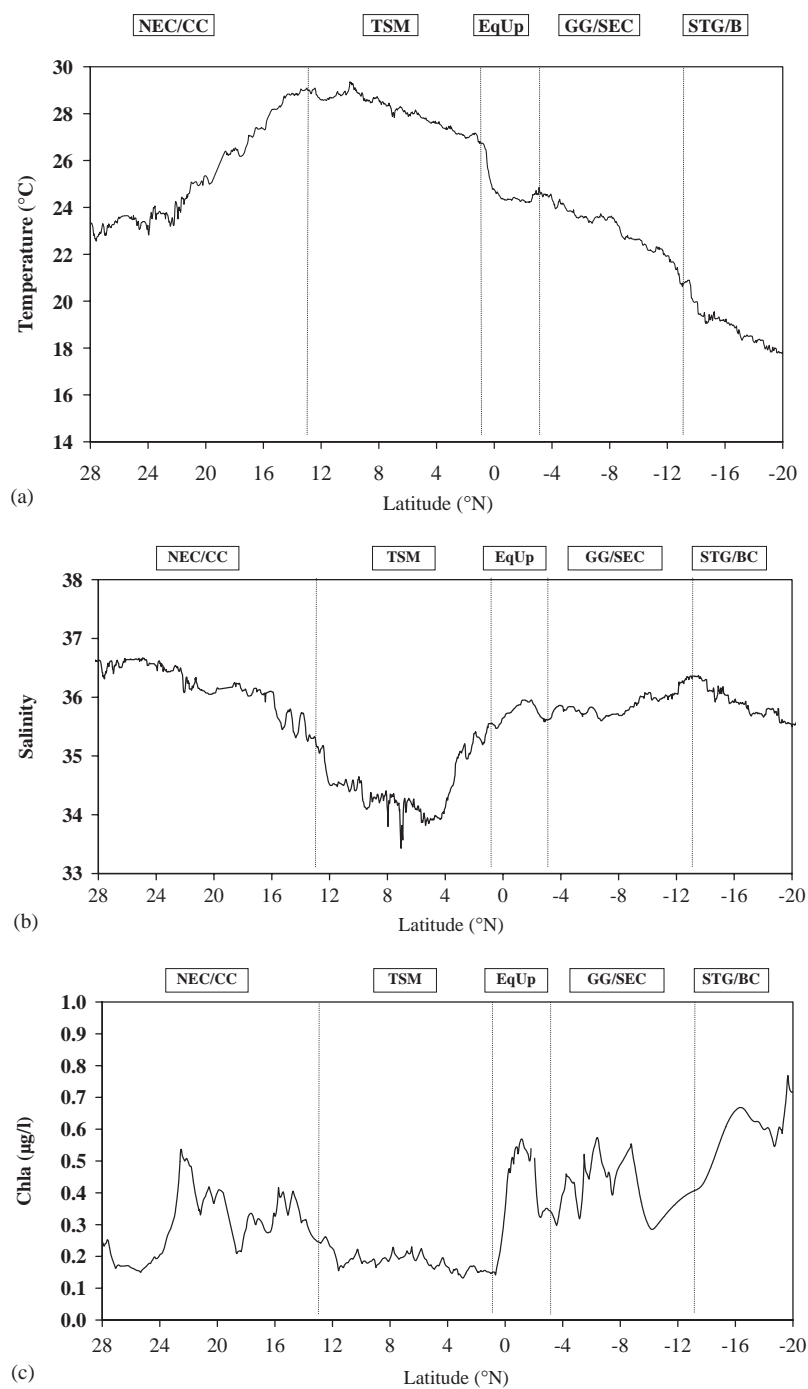 NEC/CC TSM EqUp GG/SEC STG/B
30
28
26
24
22
20
18
16
14
Temperature (°C)
28 24 20 16 12 8 4 0 -4 -8 -12 -16 -20
(a)
Latitude (°N)
NEC/CC TSM EqUp GG/SEC STG/BC
38
37
36
35
34
33
Salinity
28 24 20 16 12 8 4 0 -4 -8 -12 -16 -20
(b)
Latitude (°N)
NEC/CC TSM EqUp GG/SEC STG/BC
1.0
0.9
0.8
0.7
0.6
0.5
0.4
0.3
0.2
0.1
0.0
Chla (µg/l)
28 24 20 16 12 8 4 0 -4 -8 -12 -16 -20
(c)
Latitude (°N)